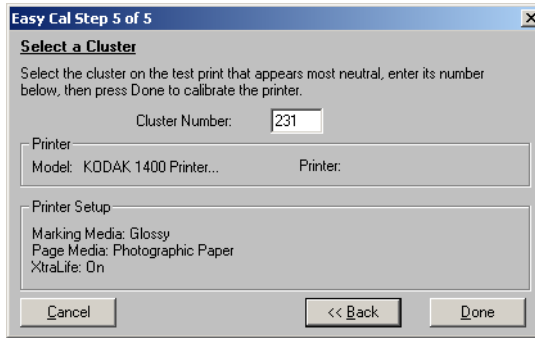 Easy Cal Step 5 of 5
Select a Cluster
Select the cluster on the test print that appears most neutral, enter its number
below, then press Done to calibrate the printer.
Cluster Number: 231
Printer
Model: KODAK 1400 Printer... Printer:
Printer Setup
Marking Media: Glossy
Page Media: Photographic Paper
XtraLife: On
Cancel << Back Done